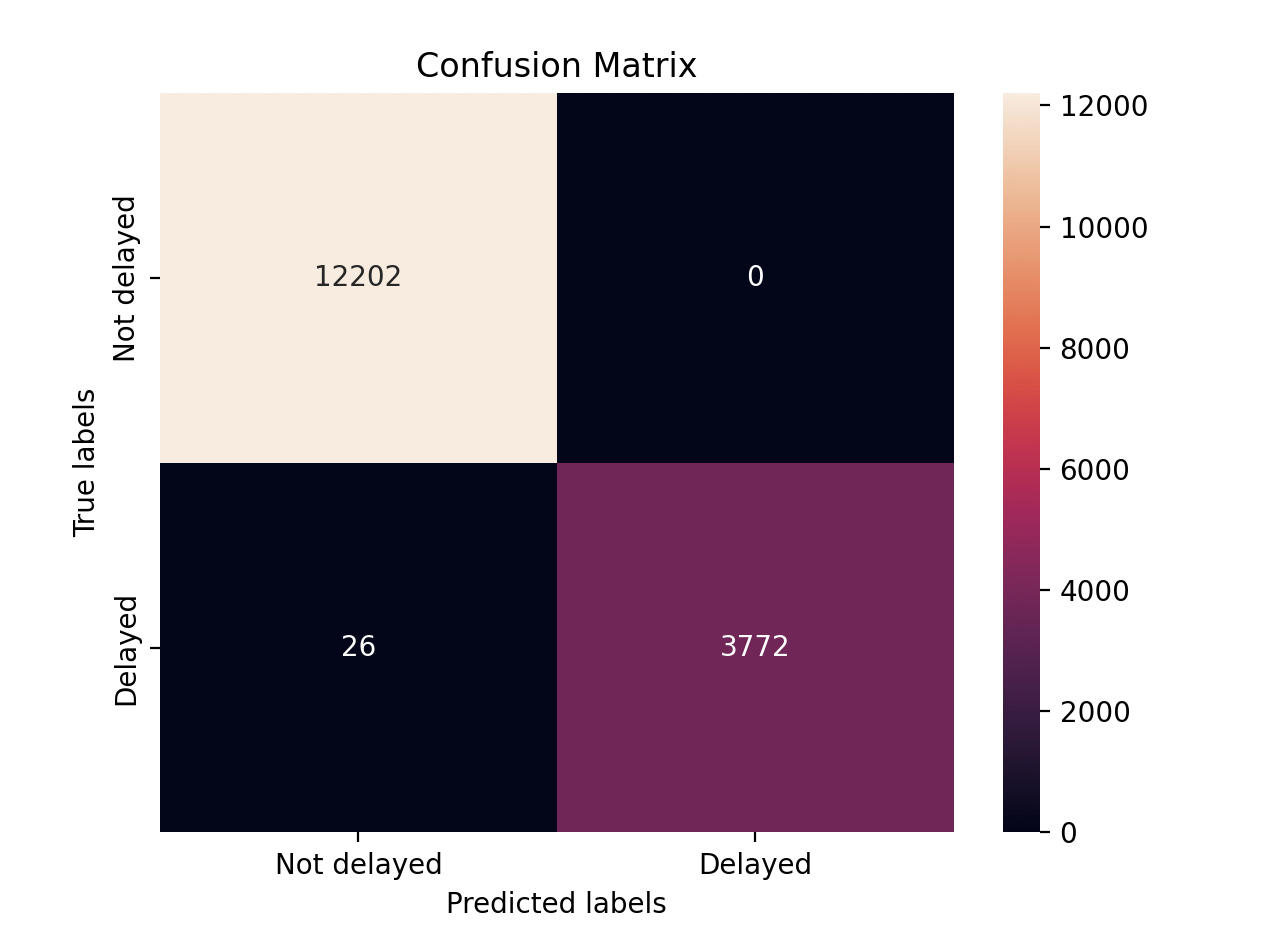 Confusion Matrix
True labels
Not delayed
Delayed
12202
0
26
3772
Not delayed
Delayed
Predicted labels
12000
10000
8000
6000
4000
2000
0